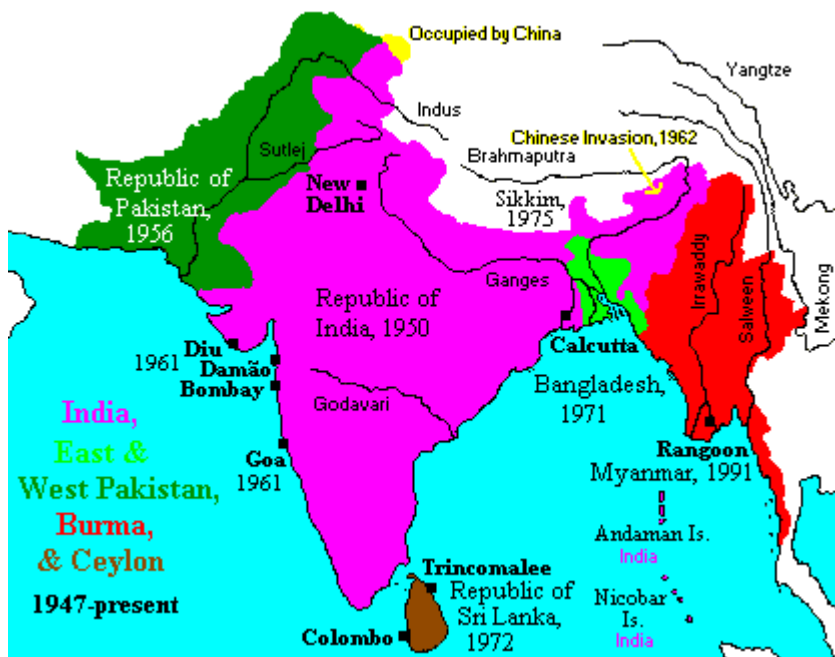 Occupied by China
Yangtze
Indus
Chinese Invasion,1962
Brahmaputra
Sutlej
Republic of
Pakistan,
1956
New
Delhi
Sikkim,
1975
Ganges
Irrawaddy
Salween
Mekong
Republic of
India, 1950
Diu
1961
Damão
Bombay
Calcutta
Bangladesh,
1971
Godavari
Goa
1961
Rangoon
Myanmar, 1991
India,
East &
West Pakistan,
Burma,
& Ceylon
1947-present
Andaman Is.
India
Trincomalee
Republic of
Sri Lanka,
1972
Colombo
Nicobar
Is.
India